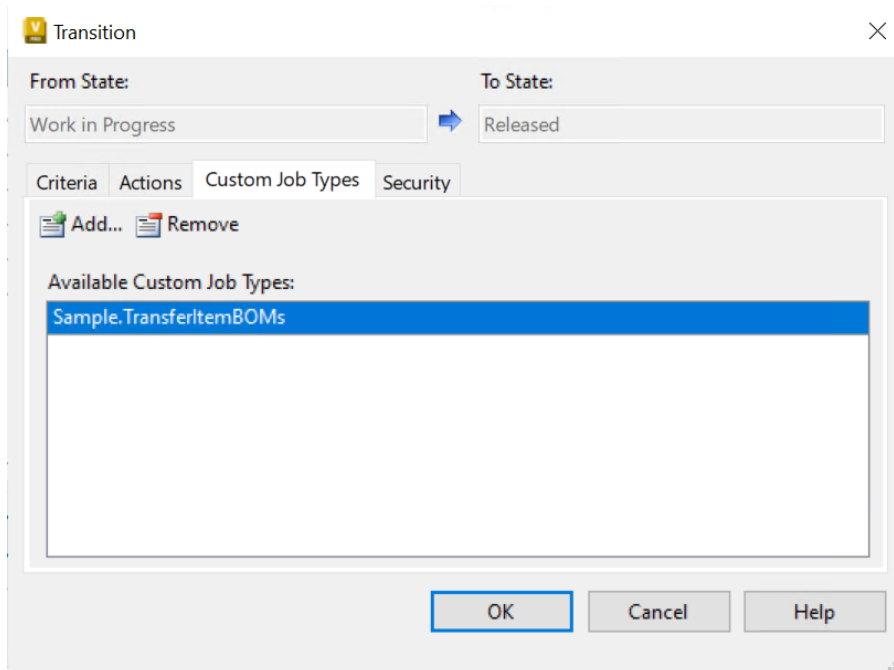 Transition
From State:
To State:
Work in Progress
Released
Criteria Actions Custom Job Types Security
Add... Remove
Available Custom Job Types:
Sample.TransferItemBOMs
OK Cancel Help